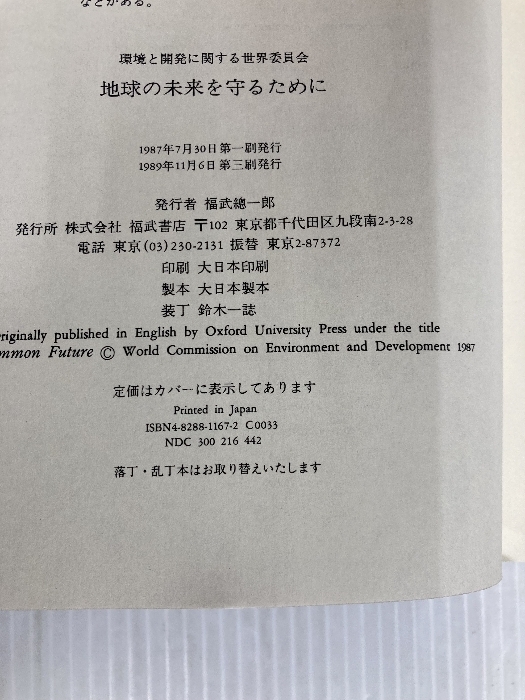 などがある。
環境と開発に関する世界委員会
地球の未来を守るために
1987年7月30日第一刷発行
1989年11月6日第三刷発行
発行者 福武總一郎
発行所 株式会社 福武書店 〒102 東京都千代田区九段南2-3-28
電話 東京(03)230-2131 振替 東京2-87372
印刷 大日本印刷
製本 大日本製本
装丁 鈴木一誌
riginally published in English by Oxford University Press under the title
mmon Future © World Commission on Environment and Development 1987
定価はカバーに表示してあります
Printed in Japan
ISBN4-8288-1167-2 C0033
NDC 300 216 442
落丁・乱丁本はお取り替えいたします